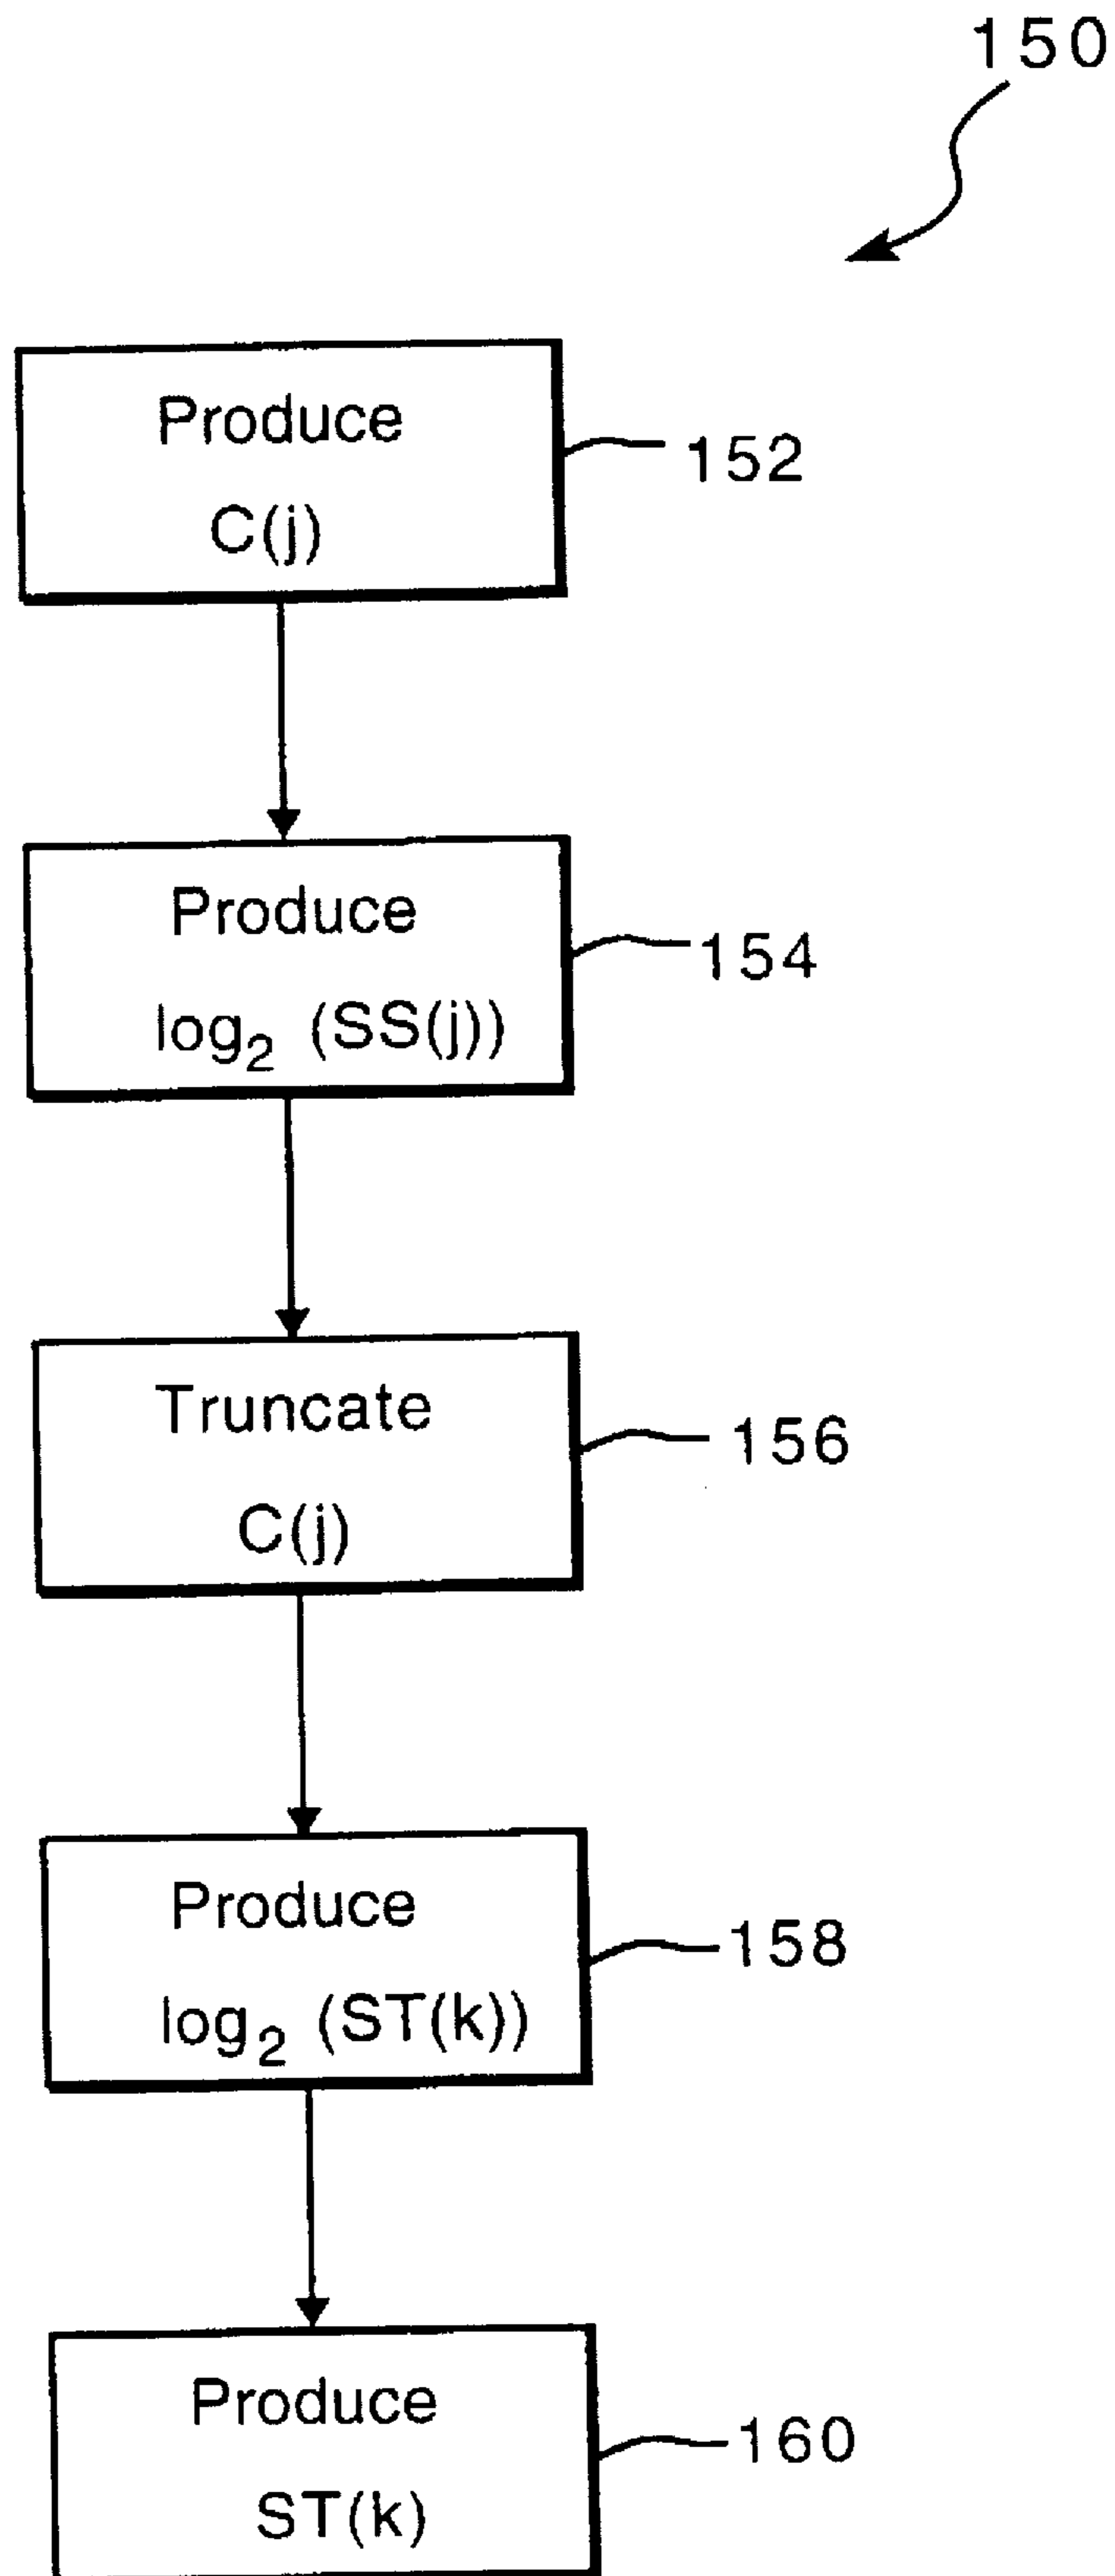 150
Produce
C(j)
152
Produce
log₂ (SS(j))
154
Truncate
C(j)
156
Produce
log₂ (ST(k))
158
Produce
ST(k)
160